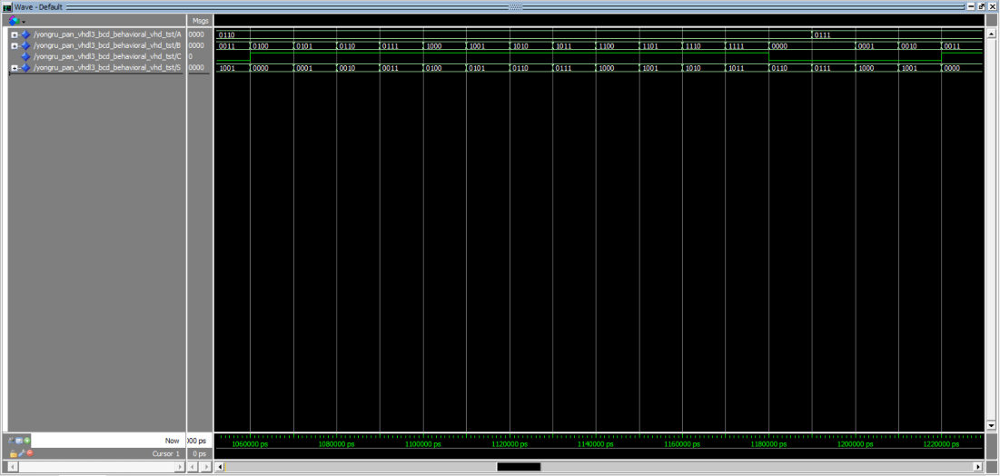 Wave - Default
Msgs
/yongru_pan_vhdl3_bcd_behavioral_vhd_tst/A 0000 0110 0111
/yongru_pan_vhdl3_bcd_behavioral_vhd_tst/B 0000 0011 0100 0101 0110 0111 1000 1001 1010 1011 1100 1101 1110 1111 0000 0001 0010 0011
/yongru_pan_vhdl3_bcd_behavioral_vhd_tst/C 0
/yongru_pan_vhdl3_bcd_behavioral_vhd_tst/S 0000 1001 0000 0001 0010 0011 0100 0101 0110 0111 1000 1001 1010 1011 0110 0111 1000 1001 0000
Now 000 ps
1060000 ps 1080000 ps 1100000 ps 1120000 ps 1140000 ps 1160000 ps 1180000 ps 1200000 ps 1220000 ps
Cursor 1 0 ps